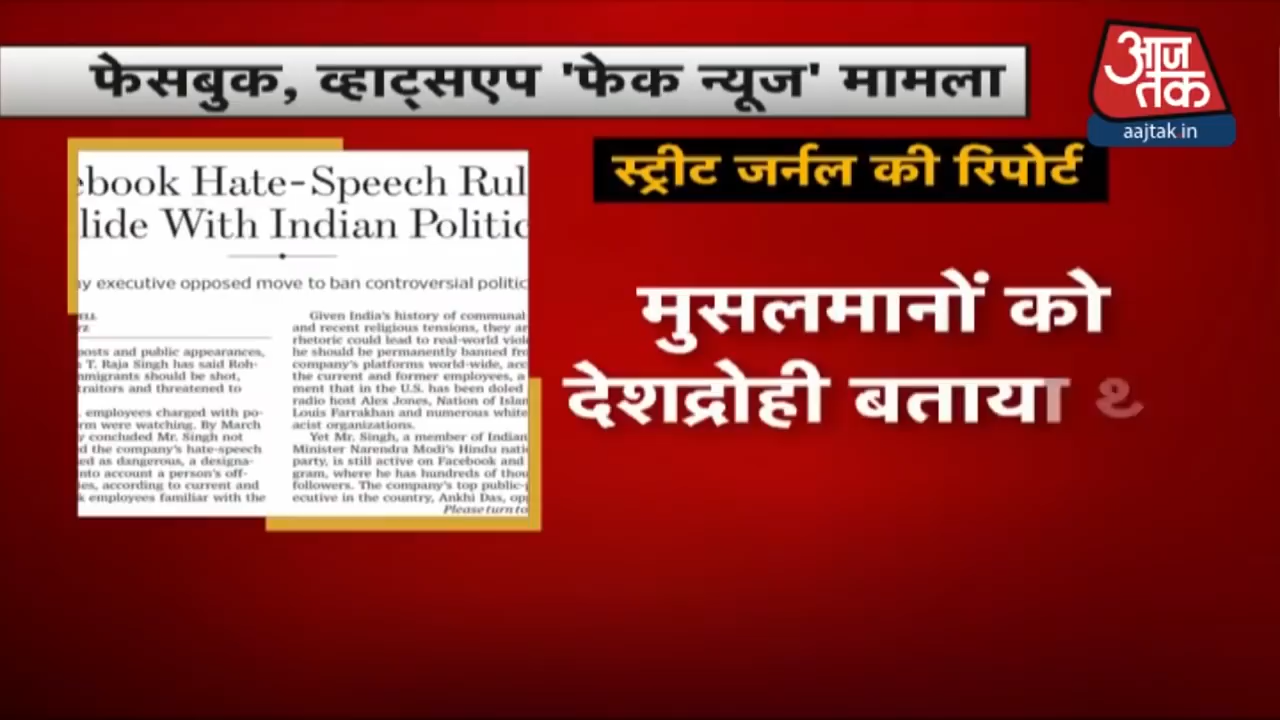 फेसबुक, व्हाट्सएप 'फेक न्यूज' मामला
आज
तक
aajtak.in
स्ट्रीट जर्नल की रिपोर्ट
मुसलमानों को
देशद्रोही बताया
ebook Hate-Speech Rul
lide With Indian Politic
y executive opposed move to ban controversial politic
posts and public appearances,
T. Raja Singh has said Roh-
mmigrants should be shot,
traitors and threatened to
employees charged with po-
rm were watching. By March
y concluded Mr. Singh not
d the company's hate-speech
ed as dangerous, a designa-
nto account a person's off-
es, according to current and
k employees familiar with the
Given India's history of communal
and recent religious tensions, they ar
rhetoric could lead to real-world viol
he should be permanently banned fr
company's platforms world-wide, acc
the current and former employees, a
ment that in the U.S. has been doled
radio host Alex Jones, Nation of Islam
Louis Farrakhan and numerous white
acist organizations.
Yet Mr. Singh, a member of Indian
Minister Narendra Modi's Hindu nati
party, is still active on Facebook and
gram, where he has hundreds of thou
followers. The company's top public-
ecutive in the country, Ankhi Das, opp
Please turn to